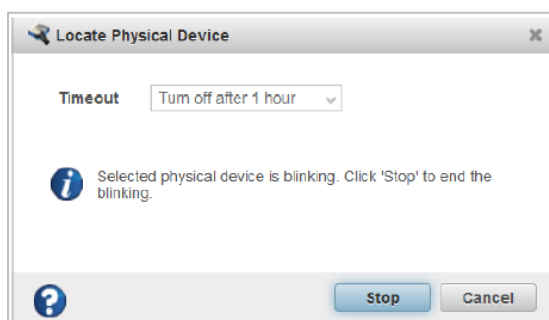 Locate Physical Device
Timeout
Turn off after 1 hour
Selected physical device is blinking. Click 'Stop' to end the
blinking.
Stop
Cancel